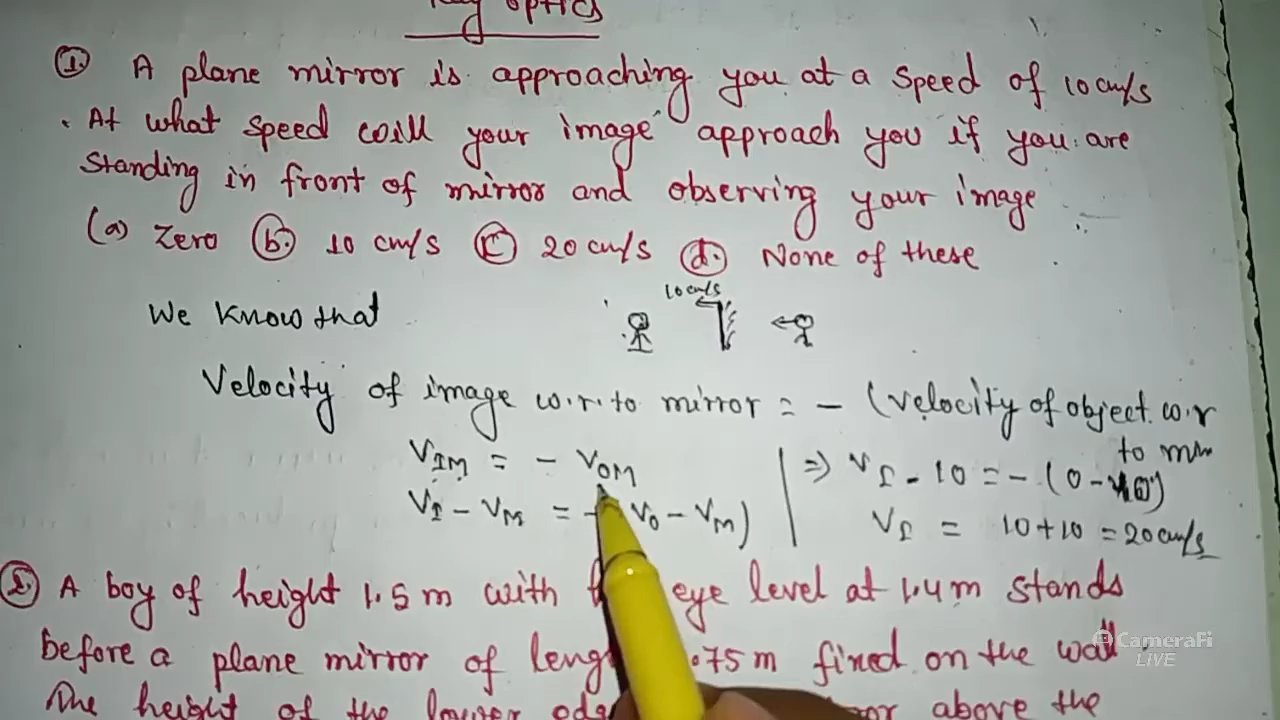 Ray optics
① A plane mirror is approaching you at a speed of 10 cm/s
. At what speed will your image approach you if you are
standing in front of mirror and observing your image
(a) Zero (b.) 10 cm/s (c) 20 cm/s (d.) None of these
We know that
10 cm/s
Velocity of image w.r.to mirror = - (velocity of object w.r
to
V_IM = - V_OM
V_I - V_M = V_O - V_M)
⇒ V_I - 10 = - (0 - 10)
V_I = 10 + 10 = 20 cm/s
② A boy of height 1.5 m with eye level at 1.4 m stands
before a plane mirror of .75 m fixed on the wall.
The height of the lower above the
CameraFi
LIVE